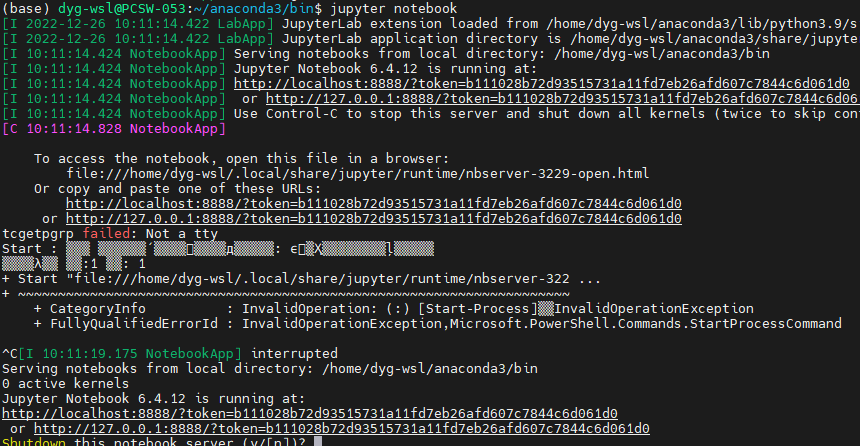 (base) dyg-wsl@PCSW-053:~/anaconda3/bin$ jupyter notebook
[I 2022-12-26 10:11:14.422 LabApp] JupyterLab extension loaded from /home/dyg-wsl/anaconda3/lib/python3.9/s
[I 2022-12-26 10:11:14.422 LabApp] JupyterLab application directory is /home/dyg-wsl/anaconda3/share/jupyte
[I 10:11:14.424 NotebookApp] Serving notebooks from local directory: /home/dyg-wsl/anaconda3/bin
[I 10:11:14.424 NotebookApp] Jupyter Notebook 6.4.12 is running at:
[I 10:11:14.424 NotebookApp] http://localhost:8888/?token=b111028b72d93515731a11fd7eb26afd607c7844c6d061d0
[I 10:11:14.424 NotebookApp]  or http://127.0.0.1:8888/?token=b111028b72d93515731a11fd7eb26afd607c7844c6d06
[I 10:11:14.424 NotebookApp] Use Control-C to stop this server and shut down all kernels (twice to skip con
[C 10:11:14.828 NotebookApp]
To access the notebook, open this file in a browser:
file:///home/dyg-wsl/.local/share/jupyter/runtime/nbserver-3229-open.html
Or copy and paste one of these URLs:
http://localhost:8888/?token=b111028b72d93515731a11fd7eb26afd607c7844c6d061d0
or http://127.0.0.1:8888/?token=b111028b72d93515731a11fd7eb26afd607c7844c6d061d0
tcgetpgrp failed: Not a tty
Start :
:1 : 1
+ Start "file:///home/dyg-wsl/.local/share/jupyter/runtime/nbserver-322 ...
+ ~~~~~~~~~~~~~~~~~~~~~~~~~~~~~~~~~~~~~~~~~~~~~~~~~~~~~~~~~~~~~~~~~~~~~
+ CategoryInfo          : InvalidOperation: (:) [Start-Process]InvalidOperationException
+ FullyQualifiedErrorId : InvalidOperationException,Microsoft.PowerShell.Commands.StartProcessCommand
^C[I 10:11:19.175 NotebookApp] interrupted
Serving notebooks from local directory: /home/dyg-wsl/anaconda3/bin
0 active kernels
Jupyter Notebook 6.4.12 is running at:
http://localhost:8888/?token=b111028b72d93515731a11fd7eb26afd607c7844c6d061d0
or http://127.0.0.1:8888/?token=b111028b72d93515731a11fd7eb26afd607c7844c6d061d0
Shutdown this notebook server (y/[n])?